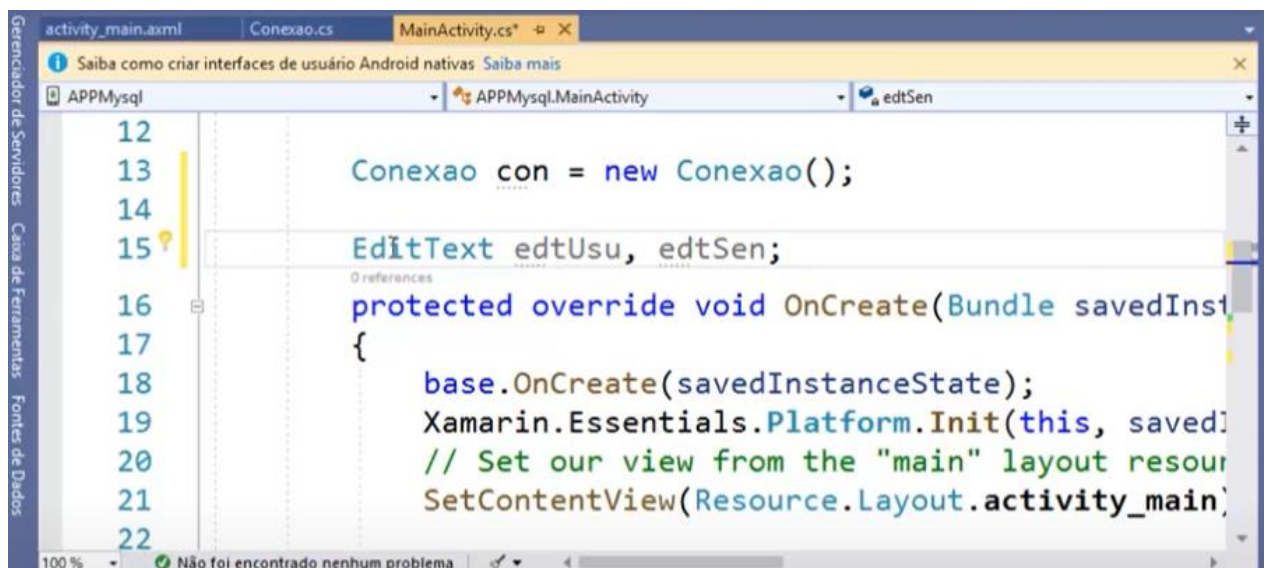 activity_main.axml Conexao.cs MainActivity.cs*
Saiba como criar interfaces de usuário Android nativas Saiba mais
APPMysql APPMysql.MainActivity edtSen
Gerenciador de Servidores Caixa de Ferramentas Fontes de Dados
12
13 Conexao con = new Conexao();
14
15 EditText edtUsu, edtSen;
0 references
16 protected override void OnCreate(Bundle savedInst
17 {
18 base.OnCreate(savedInstanceState);
19 Xamarin.Essentials.Platform.Init(this, savedI
20 // Set our view from the "main" layout resour
21 SetContentView(Resource.Layout.activity_main)
22
100 % Não foi encontrado nenhum problema